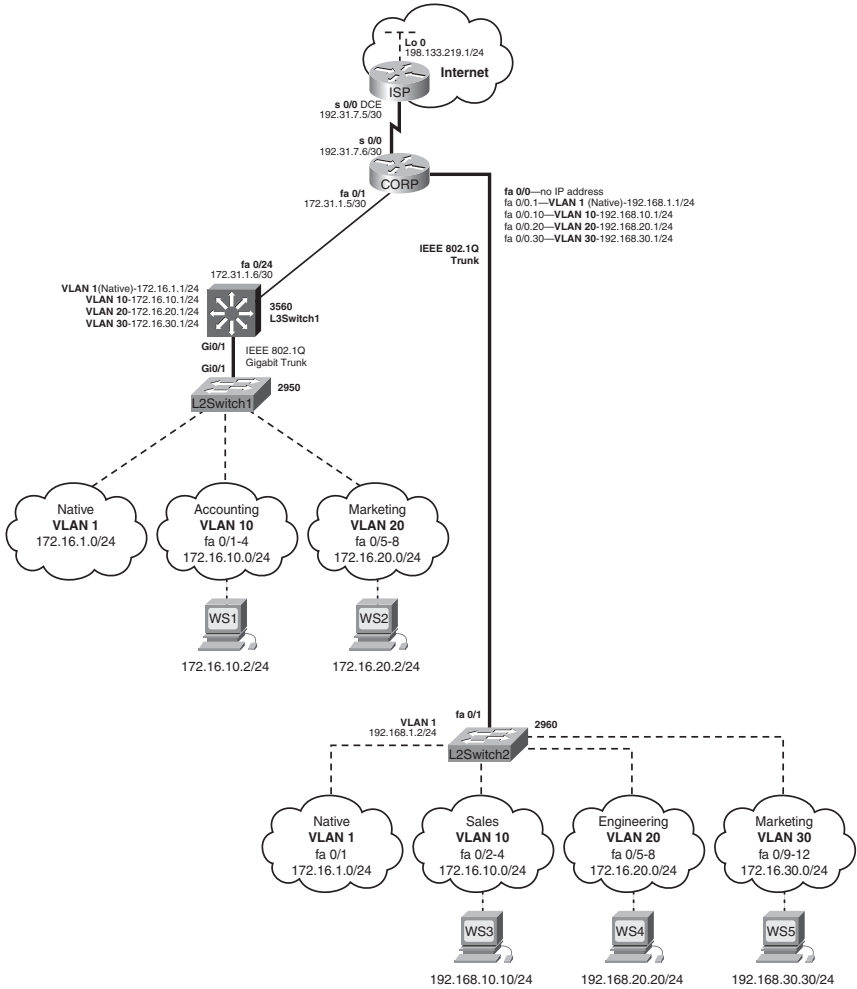 Lo 0
198.133.219.1/24
Internet
ISP
s 0/0 DCE
192.31.7.5/30
s 0/0
192.31.7.6/30
CORP
fa 0/1
172.31.1.5/30
fa 0/0—no IP address
fa 0/0.1—VLAN 1 (Native)-192.168.1.1/24
fa 0/0.10—VLAN 10-192.168.10.1/24
fa 0/0.20—VLAN 20-192.168.20.1/24
fa 0/0.30—VLAN 30-192.168.30.1/24
IEEE 802.1Q
Trunk
fa 0/24
172.31.1.6/30
VLAN 1(Native)-172.16.1.1/24
VLAN 10-172.16.10.1/24
VLAN 20-172.16.20.1/24
VLAN 30-172.16.30.1/24
3560
L3Switch1
Gi0/1
IEEE 802.1Q
Gigabit Trunk
Gi0/1
2950
L2Switch1
Native
VLAN 1
172.16.1.0/24
Accounting
VLAN 10
fa 0/1-4
172.16.10.0/24
Marketing
VLAN 20
fa 0/5-8
172.16.20.0/24
WS1
172.16.10.2/24
WS2
172.16.20.2/24
fa 0/1
VLAN 1
192.168.1.2/24
2960
L2Switch2
Native
VLAN 1
fa 0/1
172.16.1.0/24
Sales
VLAN 10
fa 0/2-4
172.16.10.0/24
Engineering
VLAN 20
fa 0/5-8
172.16.20.0/24
Marketing
VLAN 30
fa 0/9-12
172.16.30.0/24
WS3
192.168.10.10/24
WS4
192.168.20.20/24
WS5
192.168.30.30/24